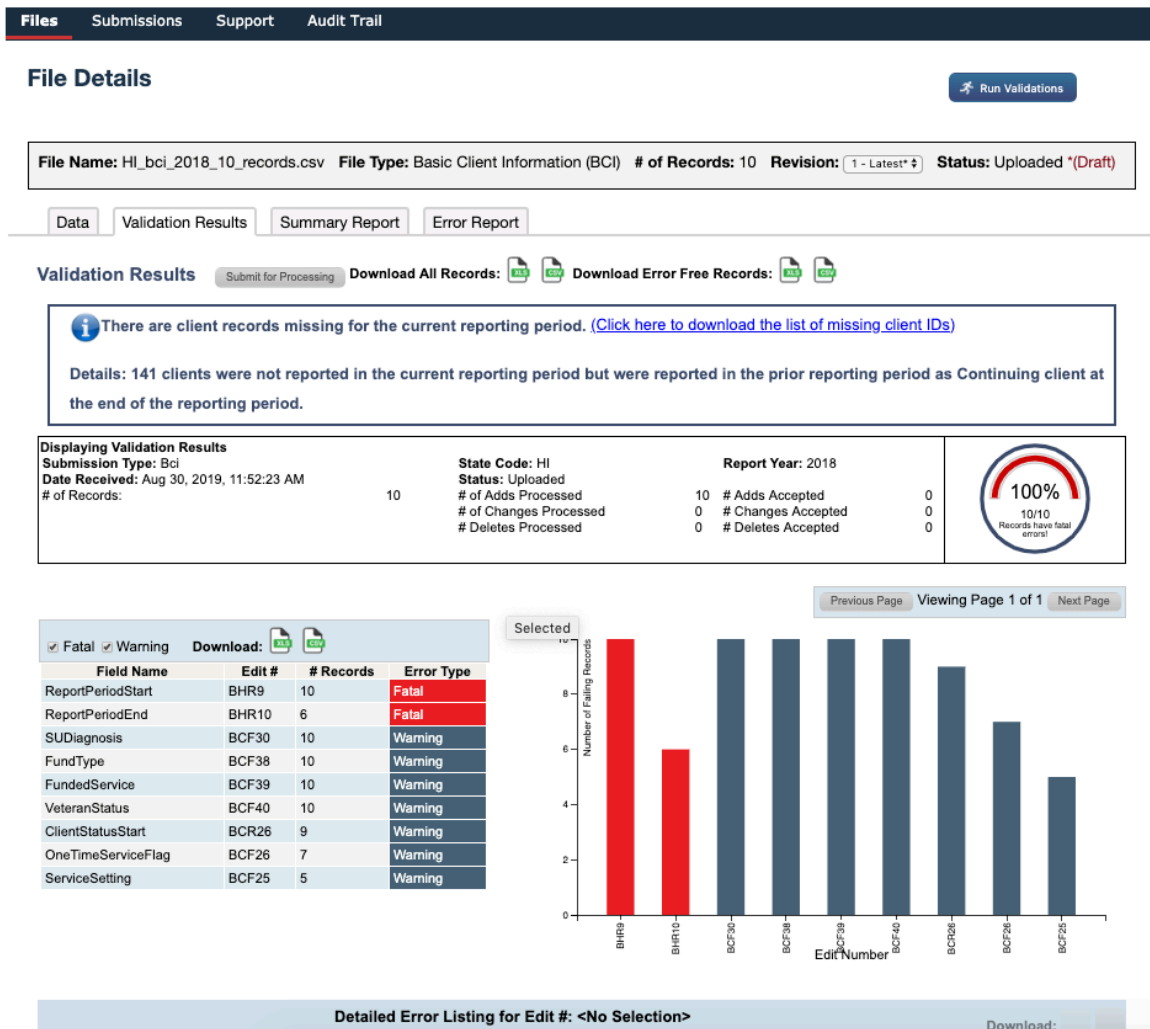 Files Submissions Support Audit Trail
File Details
Run Validations
File Name: HI_bci_2018_10_records.csv File Type: Basic Client Information (BCI) # of Records: 10 Revision: 1 - Latest* Status: Uploaded *(Draft)
Data Validation Results Summary Report Error Report
Validation Results Submit for Processing Download All Records: XLS CSV Download Error Free Records: XLS CSV
There are client records missing for the current reporting period. (Click here to download the list of missing client IDs)
Details: 141 clients were not reported in the current reporting period but were reported in the prior reporting period as Continuing client at
the end of the reporting period.
Displaying Validation Results
Submission Type: Bci State Code: HI Report Year: 2018
Date Received: Aug 30, 2019, 11:52:23 AM Status: Uploaded
# of Records: 10 # of Adds Processed 10 # Adds Accepted 0
# of Changes Processed 0 # Changes Accepted 0
# of Deletes Processed 0 # Deletes Accepted 0
100%
10/10
Records have fatal
errors!
Previous Page Viewing Page 1 of 1 Next Page
Fatal Warning Download: XLS CSV
Field Name Edit # # Records Error Type
ReportPeriodStart BHR9 10 Fatal
ReportPeriodEnd BHR10 6 Fatal
SUDiagnosis BCF30 10 Warning
FundType BCF38 10 Warning
FundedService BCF39 10 Warning
VeteranStatus BCF40 10 Warning
ClientStatusStart BCR26 9 Warning
OneTimeServiceFlag BCF26 7 Warning
ServiceSetting BCF25 5 Warning
Selected
10
8
6
4
2
0
Number of Failing Records
BHR9 BHR10 BCF30 BCF38 BCF39 BCF40 BCR26 BCF26 BCF25
Edit Number
Detailed Error Listing for Edit #: <No Selection>
Download: